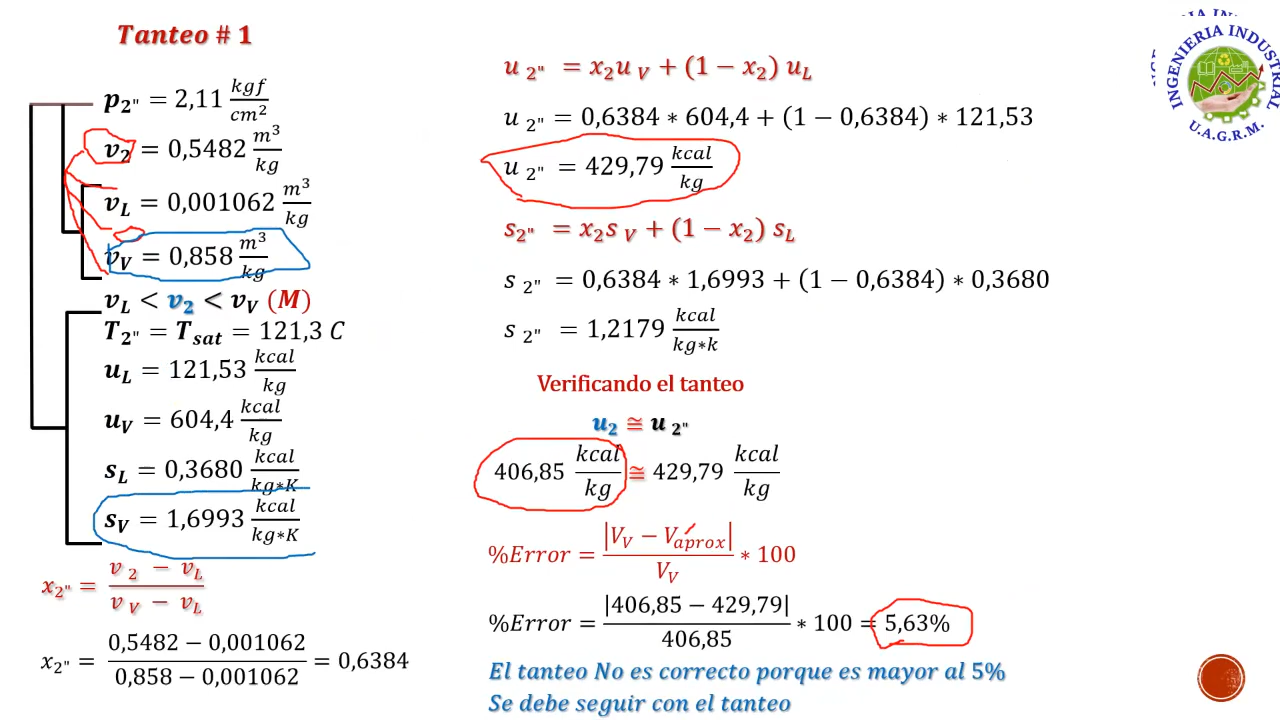 Tanteo # 1
p2" = 2,11 kgf/cm²
v2 = 0,5482 m³/kg
vL = 0,001062 m³/kg
vV = 0,858 m³/kg
vL < v2 < vV (M)
T2" = Tsat = 121,3 C
uL = 121,53 kcal/kg
uV = 604,4 kcal/kg
sL = 0,3680 kcal/kg*K
sV = 1,6993 kcal/kg*K
x2" = (v2 − vL)/(vV − vL)
x2" = (0,5482 − 0,001062)/(0,858 − 0,001062) = 0,6384
u2" = x2uV + (1 − x2) uL
u2" = 0,6384 * 604,4 + (1 − 0,6384) * 121,53
u2" = 429,79 kcal/kg
s2" = x2sV + (1 − x2) sL
s2" = 0,6384 * 1,6993 + (1 − 0,6384) * 0,3680
s2" = 1,2179 kcal/kg*k
Verificando el tanteo
u2 ≅ u2"
406,85 kcal/kg ≅ 429,79 kcal/kg
%Error = |VV − Vaprox|/VV * 100
%Error = |406,85 − 429,79|/406,85 * 100 = 5,63%
El tanteo No es correcto porque es mayor al 5%
Se debe seguir con el tanteo
INGENIERIA INDUSTRIAL
U.A.G.R.M.